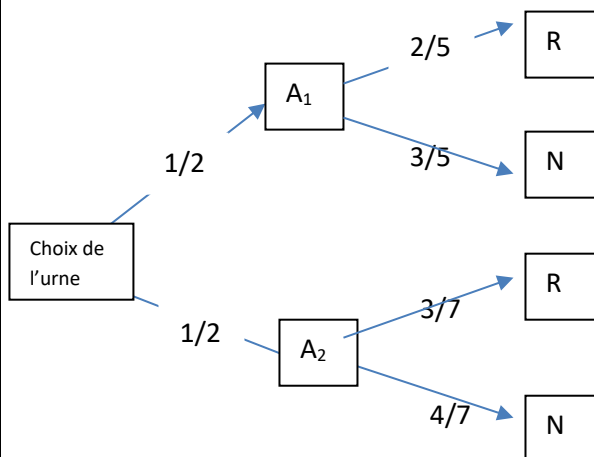 2/5
R
A₁
3/5
N
1/2
Choix de
l'urne
R
3/7
1/2
A₂
4/7
N